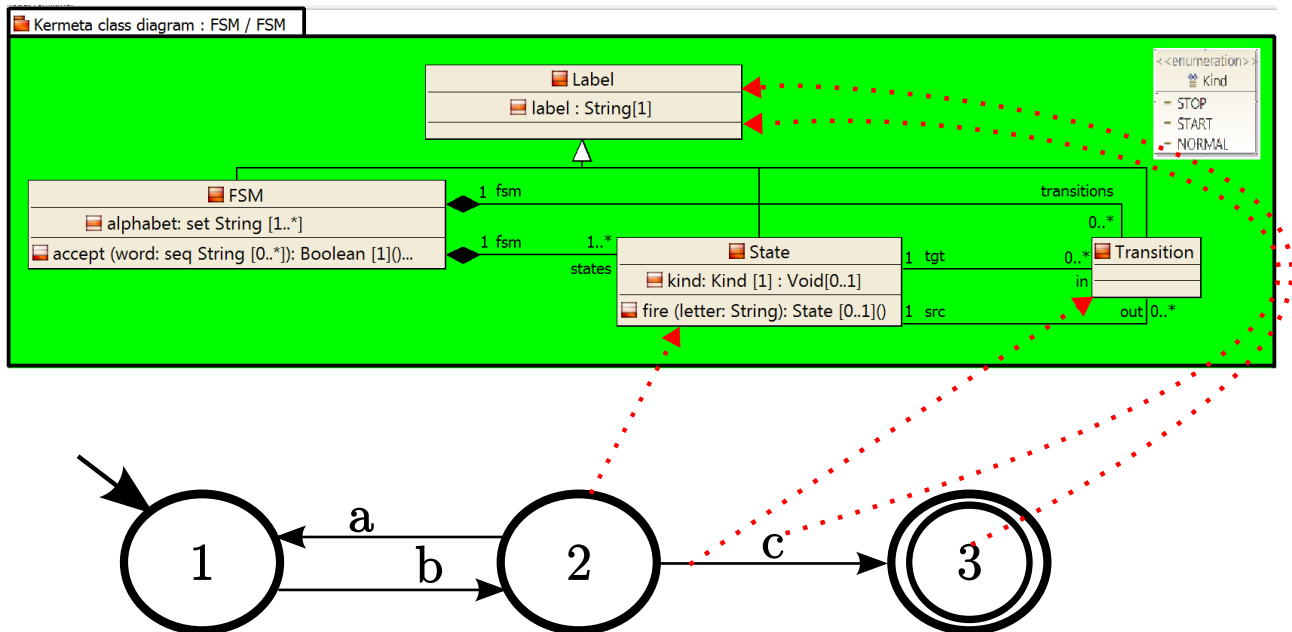 Kermeta class diagram : FSM / FSM
<<enumeration>>
Kind
STOP
START
NORMAL
Label
label : String[1]
FSM
alphabet: set String [1..*]
accept (word: seq String [0..*]): Boolean [1]()...
1 fsm
transitions
0..*
1 fsm
1..*
states
State
kind: Kind [1] : Void[0..1]
fire (letter: String): State [0..1]()
1 tgt
0..*
in
Transition
1 src
out 0..*
a
b
c
1
2
3